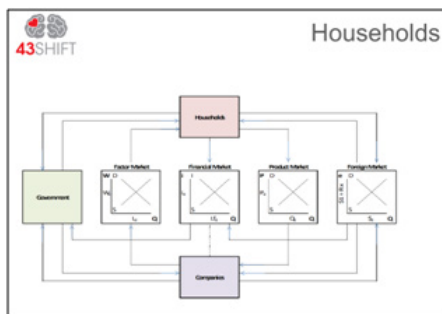 Households
43SHIFT
Households
Factor Market
Financial Market
Product Market
Foreign Market
Government
W D
S
Q
I
S
Q
P D
S
Q
D
S
Q
Companies